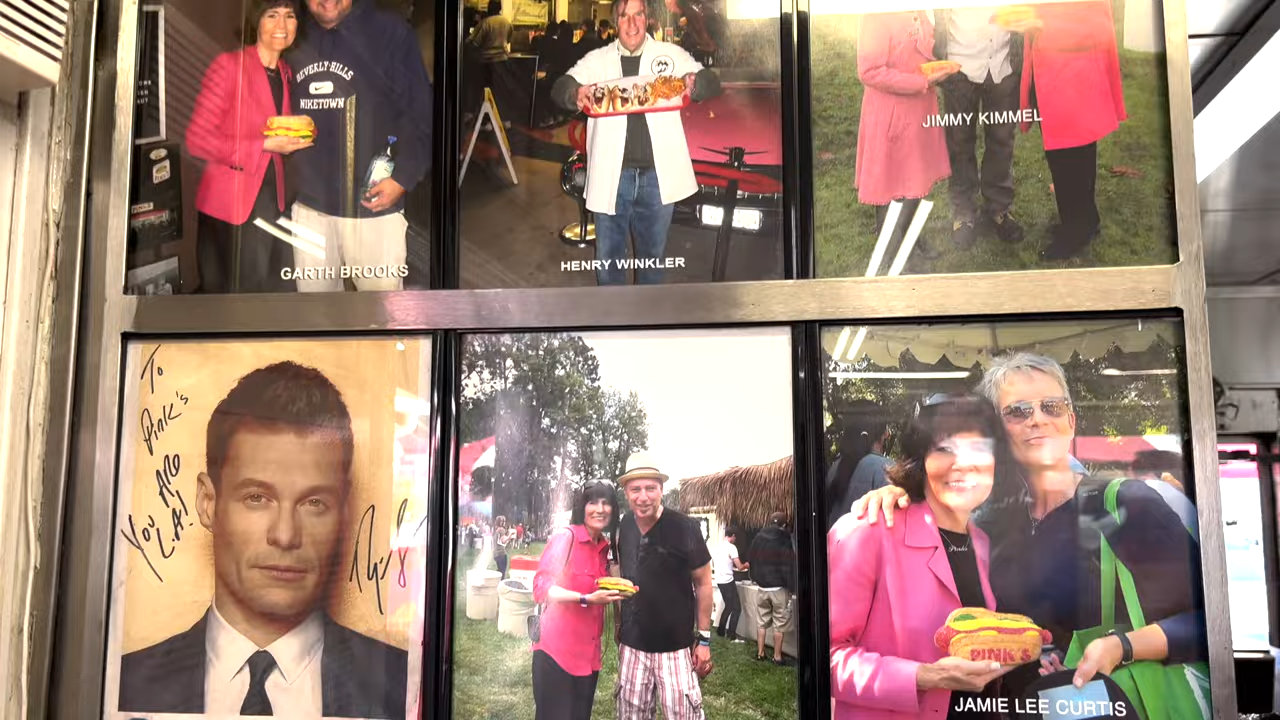 BEVERLY HILLS
NIKETOWN
GARTH BROOKS
HENRY WINKLER
JIMMY KIMMEL
To
Pink's
You ARE
L.A!
PINK'S
JAMIE LEE CURTIS